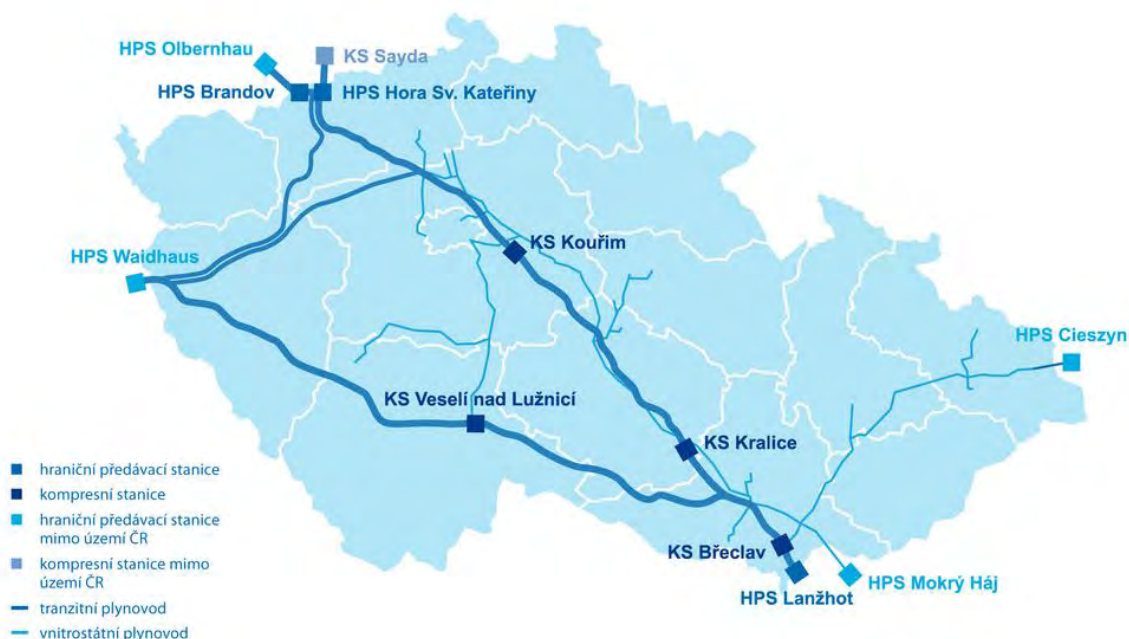 HPS Olbernhau
KS Sayda
HPS Brandov
HPS Hora Sv. Kateřiny
KS Kouřim
HPS Waidhaus
HPS Cieszyn
KS Veselí nad Lužnicí
KS Kralice
KS Břeclav
HPS Mokrý Háj
HPS Lanžhot
hraniční předávací stanice
kompresní stanice
hraniční předávací stanice
mimo území ČR
kompresní stanice mimo
území ČR
tranzitní plynovod
vnitrostátní plynovod